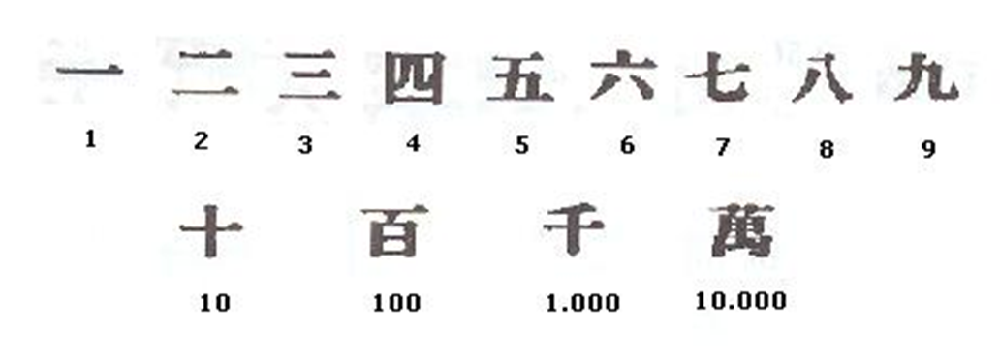 一 二 三 四 五 六 七 八 九
1 2 3 4 5 6 7 8 9
十 百 千 萬
10 100 1.000 10.000